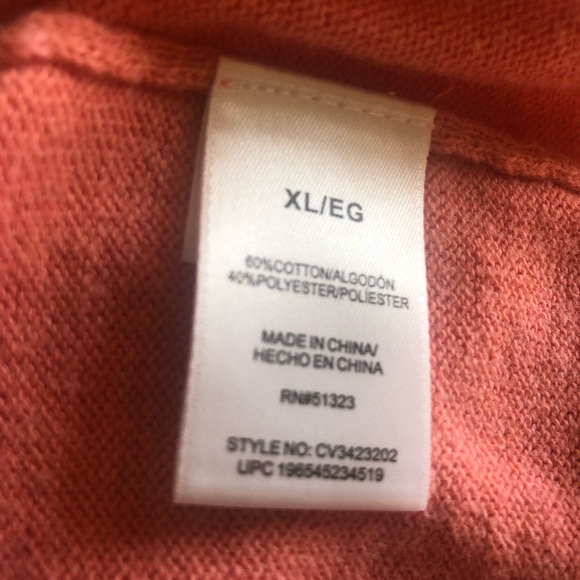 XL/EG
60%COTTON/ALGODÓN
40%POLYESTER/POLÍESTER
MADE IN CHINA/
HECHO EN CHINA
RN#51323
STYLE NO: CV3423202
UPC 196545234519